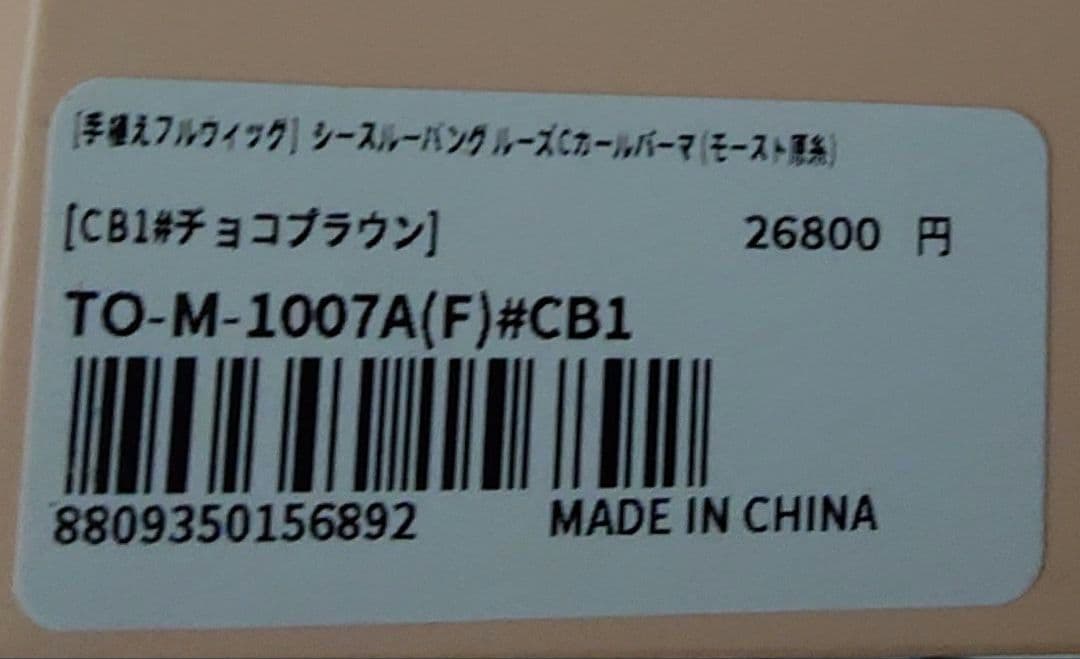 [手植えフルウィッグ] シースルーバング ルーズCカールパーマ(モースト原糸)
[CB1#チョコブラウン] 26800 円
TO-M-1007A(F)#CB1
8809350156892 MADE IN CHINA